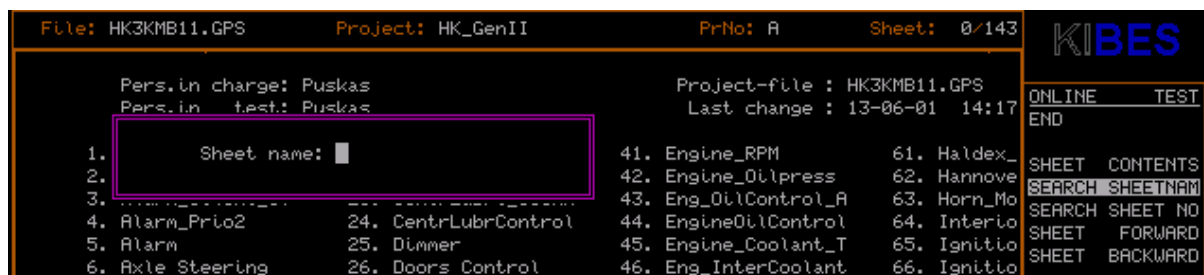 File: HK3KMB11.GPS Project: HK_GenII PrNo: A Sheet: 0/143
KIBES
Pers.in charge: Puskas Project-file : HK3KMB11.GPS
Pers.in test: Puskas Last change : 13-06-01 14:17
ONLINE TEST
END
Sheet name:
1. 41. Engine_RPM 61. Haldex_
2. 42. Engine_Oilpress 62. Hannove
3. 43. Eng_OilControl_A 63. Horn_Mo
4. Alarm_Prio2 24. CentrLubrControl 44. EngineOilControl 64. Interio
5. Alarm 25. Dimmer 45. Engine_Coolant_T 65. Ignitio
6. Axle Steering 26. Doors Control 46. Eng_InterCoolant 66. Ignitio
SHEET CONTENTS
SEARCH SHEETNAM
SEARCH SHEET NO
SHEET FORWARD
SHEET BACKWARD